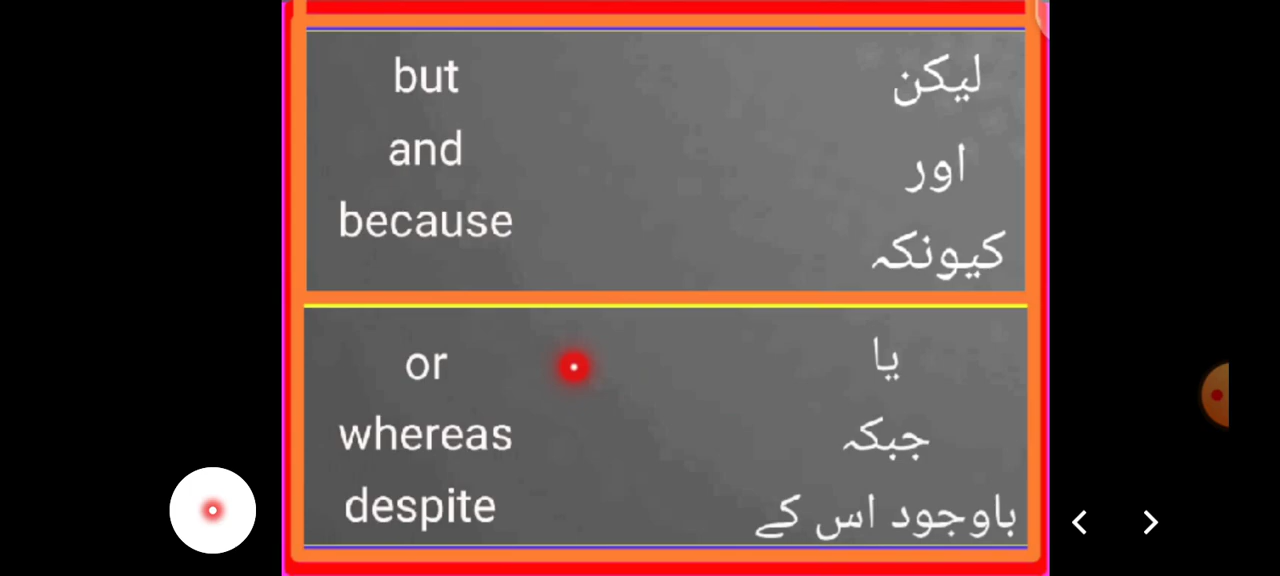 but لیکن
and اور
because کیونکہ
or یا
whereas جبکہ
despite باوجود اس کے